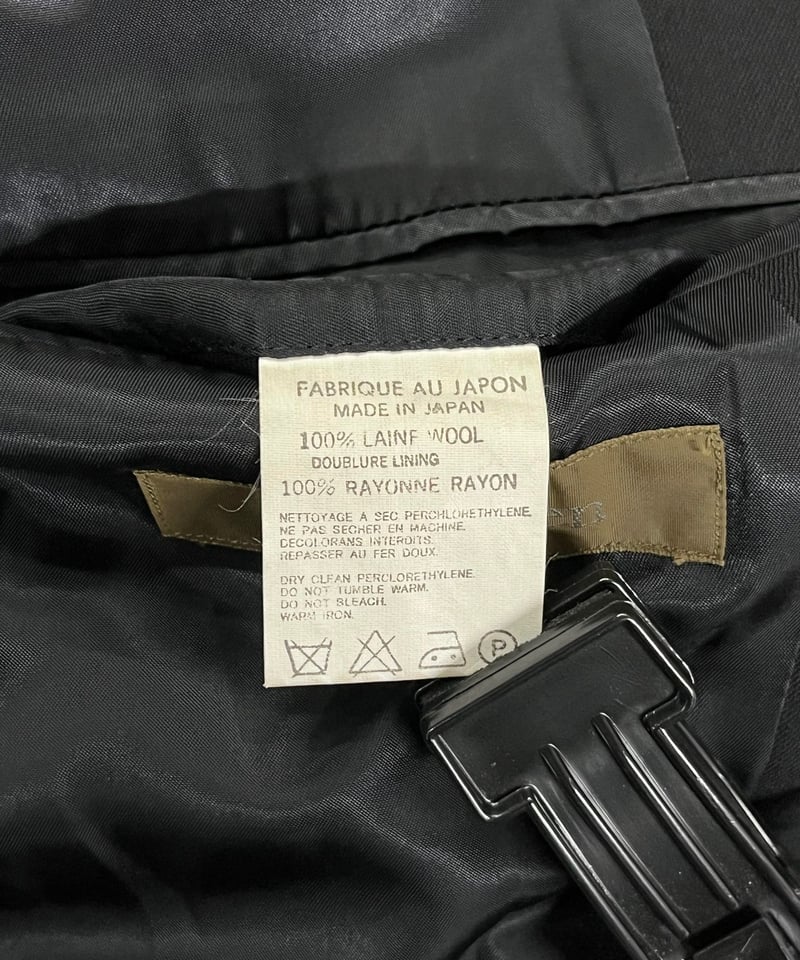 FABRIQUE AU JAPON
MADE IN JAPAN
100% LAINE WOOL
DOUBLURE LINING
100% RAYONNE RAYON
NETTOYAGE A SEC PERCHLORETHYLENE.
NE PAS SECHER EN MACHINE.
DECOLORANS INTERDITS.
REPASSER AU FER DOUX.
DRY CLEAN PERCLORETHYLENE.
DO NOT TUMBLE WARM.
DO NOT BLEACH.
WARM IRON.
P